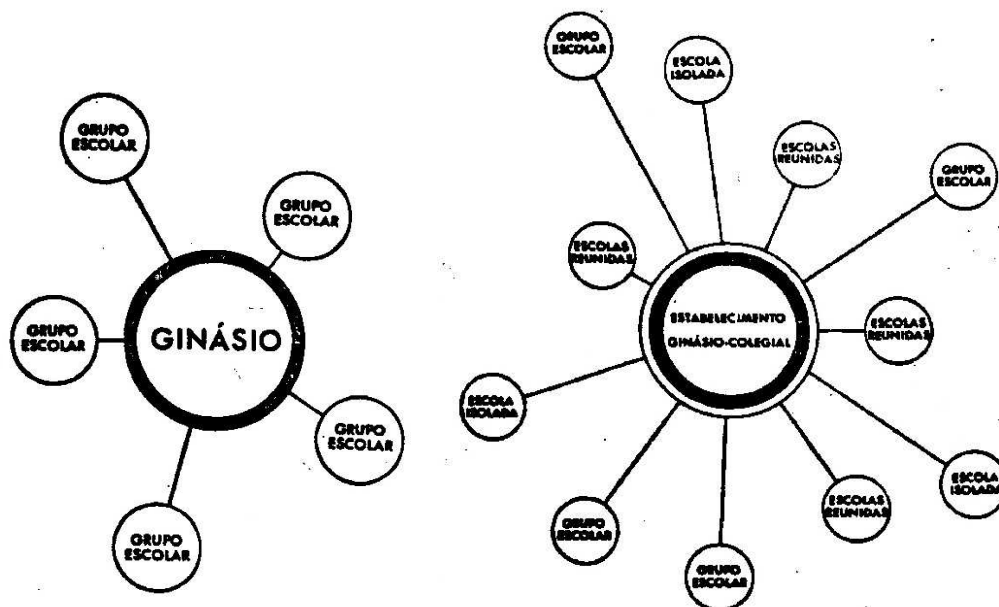 GRUPO
ESCOLAR
GRUPO
ESCOLAR
GINÁSIO
GRUPO
ESCOLAR
GRUPO
ESCOLAR
GRUPO
ESCOLAR
GRUPO
ESCOLAR
ESCOLA
ISOLADA
ESCOLAS
REUNIDAS
GRUPO
ESCOLAR
ESCOLAS
REUNIDAS
ESTABELECIMENTO
GINÁSIO-COLEGIAL
ESCOLAS
REUNIDAS
ESCOLA
ISOLADA
ESCOLA
ISOLADA
ESCOLAS
REUNIDAS
GRUPO
ESCOLAR
GRUPO
ESCOLAR